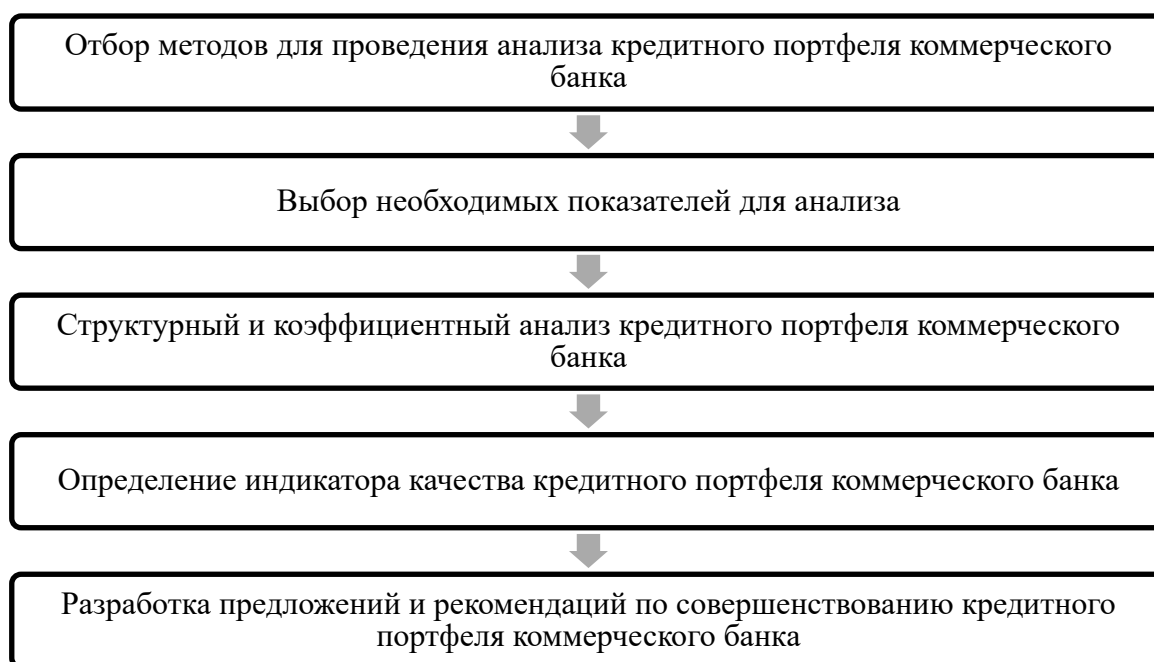 Отбор методов для проведения анализа кредитного портфеля коммерческого
банка
Выбор необходимых показателей для анализа
Структурный и коэффициентный анализ кредитного портфеля коммерческого
банка
Определение индикатора качества кредитного портфеля коммерческого банка
Разработка предложений и рекомендаций по совершенствованию кредитного
портфеля коммерческого банка